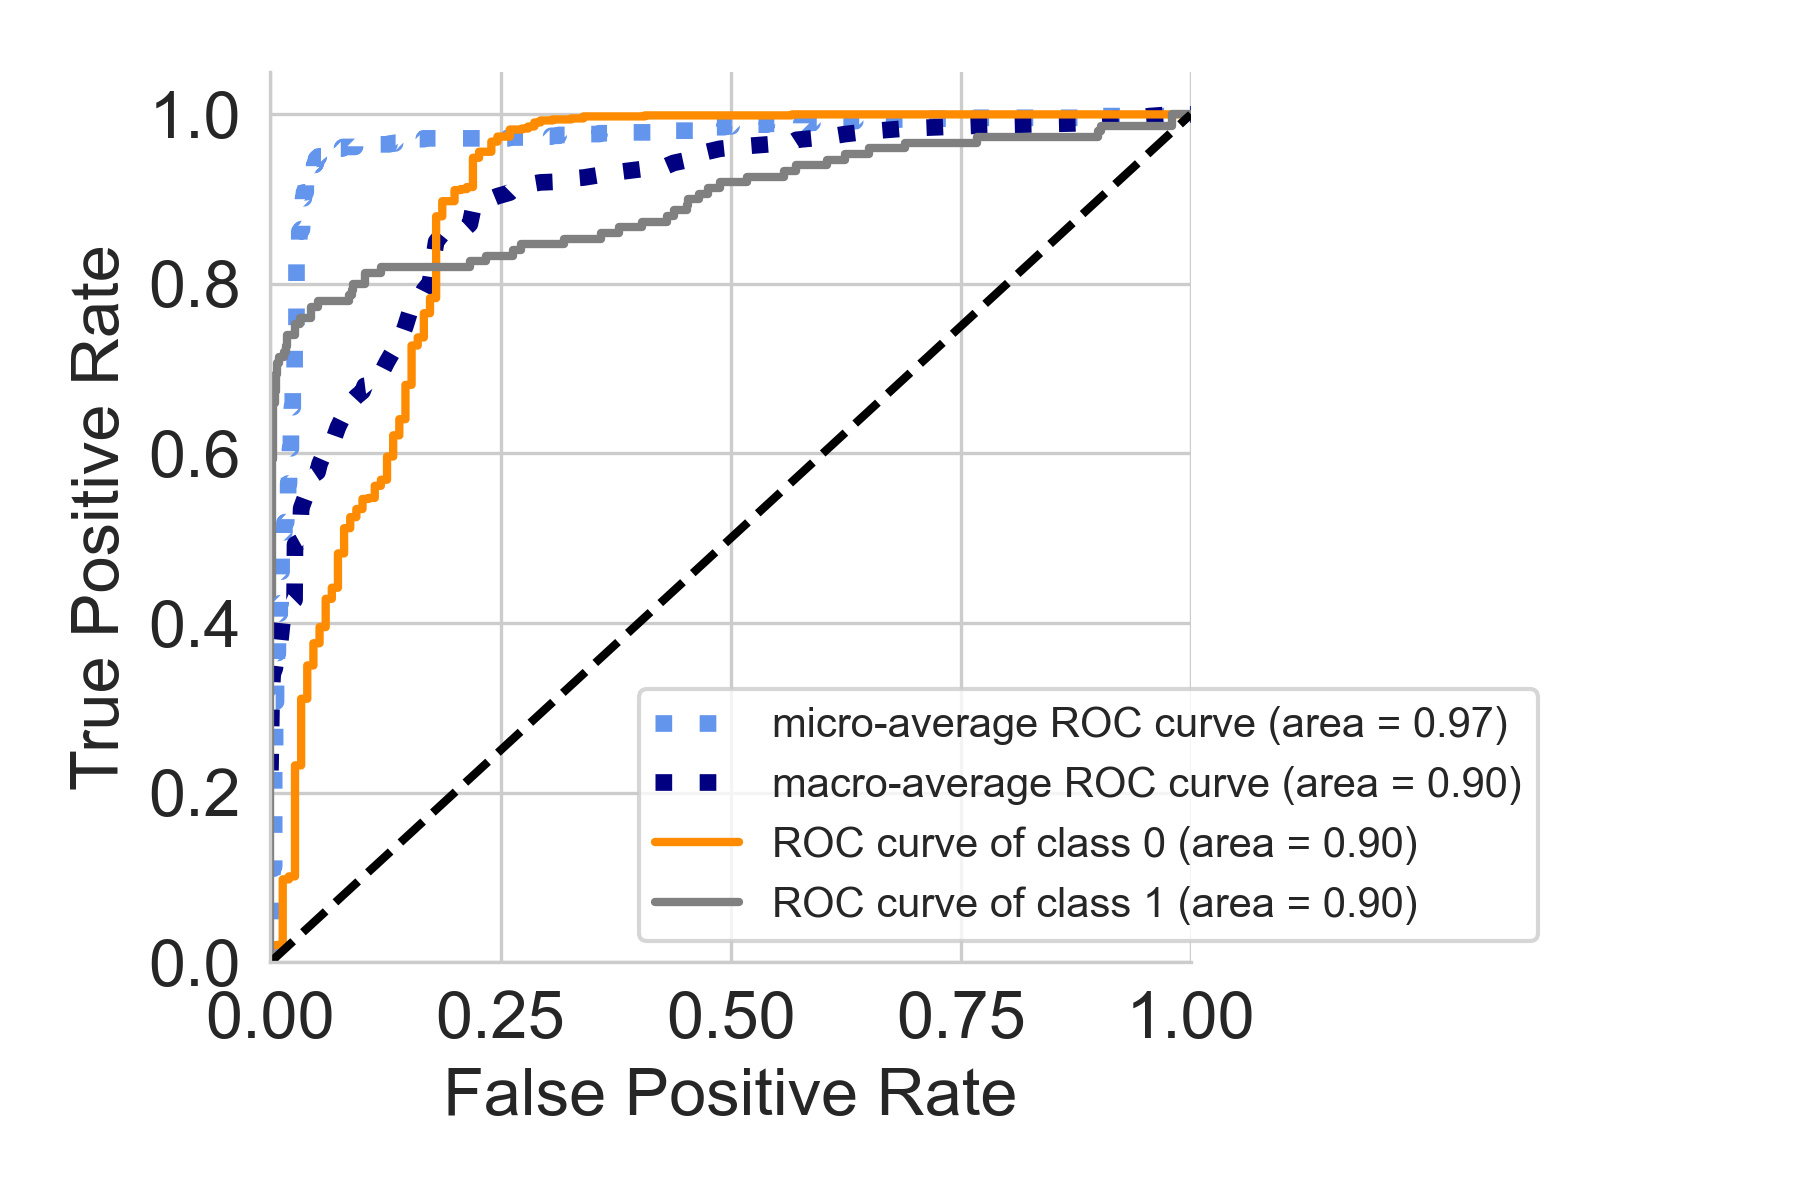 True Positive Rate
1.0
0.8
0.6
0.4
0.2
0.0
0.00 0.25 0.50 0.75 1.00
False Positive Rate
micro-average ROC curve (area = 0.97)
macro-average ROC curve (area = 0.90)
ROC curve of class 0 (area = 0.90)
ROC curve of class 1 (area = 0.90)